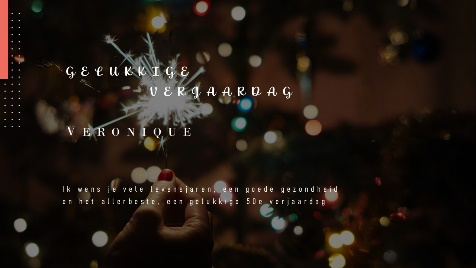 GELUKKIGE
VERJAARDAG
VERONIQUE
Ik wens je vele levensjaren, een goede gezondheid
en het allerbeste, een gelukkige 50e verjaardag